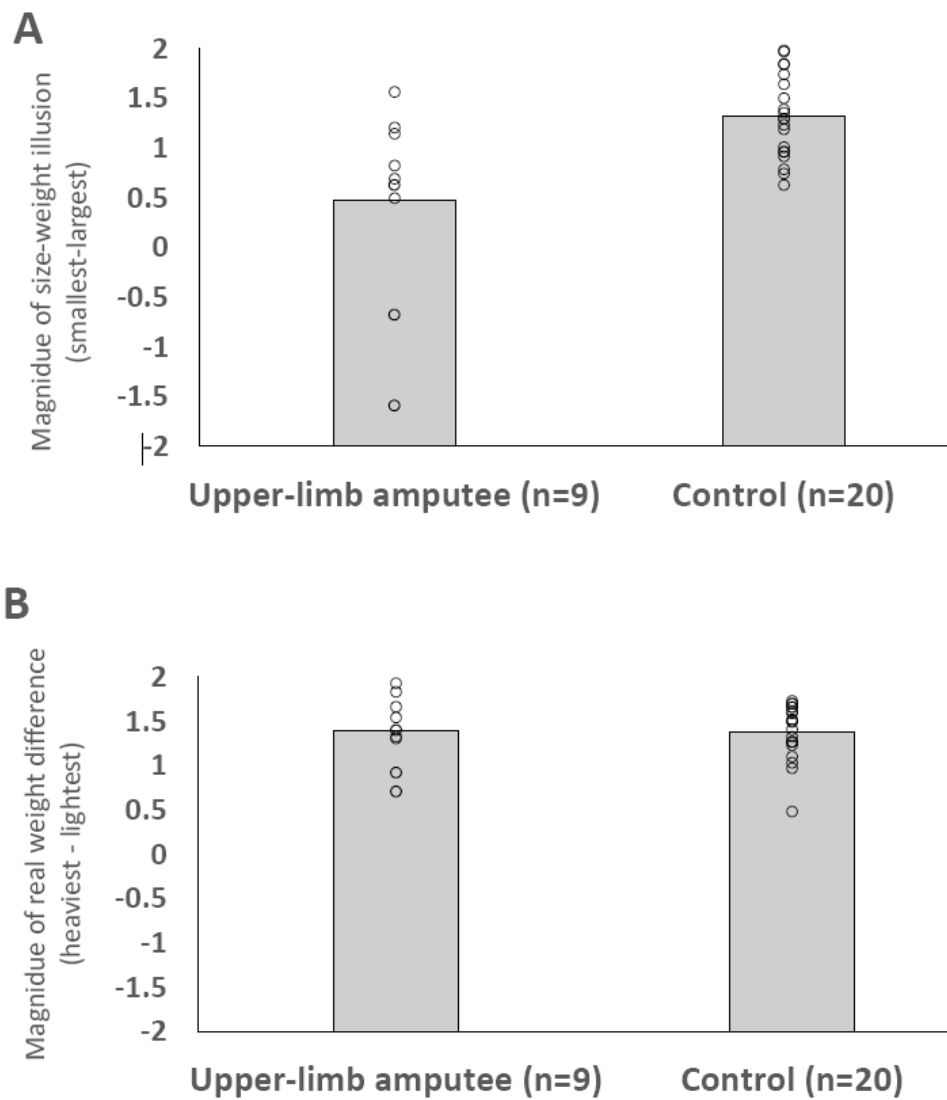 A
Magnidue of size-weight illusion
(smallest-largest)
2
1.5
1
0.5
0
-0.5
-1
-1.5
-2
Upper-limb amputee (n=9)
Control (n=20)
B
Magnidue of real weight difference
(heaviest - lightest)
2
1.5
1
0.5
0
-0.5
-1
-1.5
-2
Upper-limb amputee (n=9)
Control (n=20)